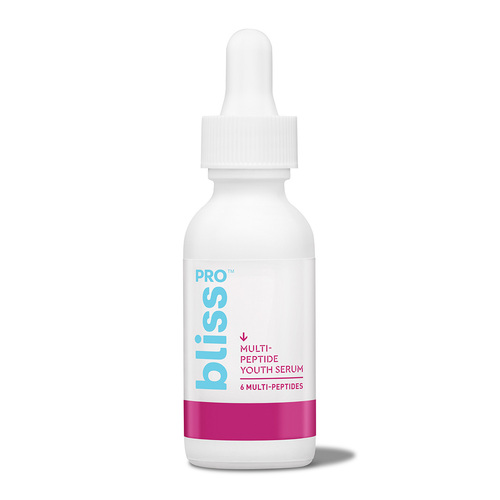 PRO™
bliss
↓
MULTI-
PEPTIDE
YOUTH SERUM
6 MULTI-PEPTIDES